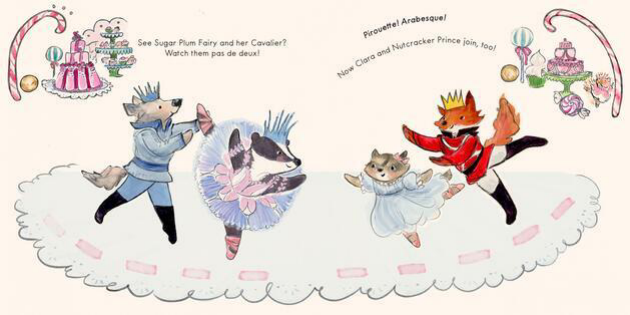 See Sugar Plum Fairy and her Cavalier?
Watch them pas de deux!
Pirouette! Arabesque!
Now Clara and Nutcracker Prince join, too!